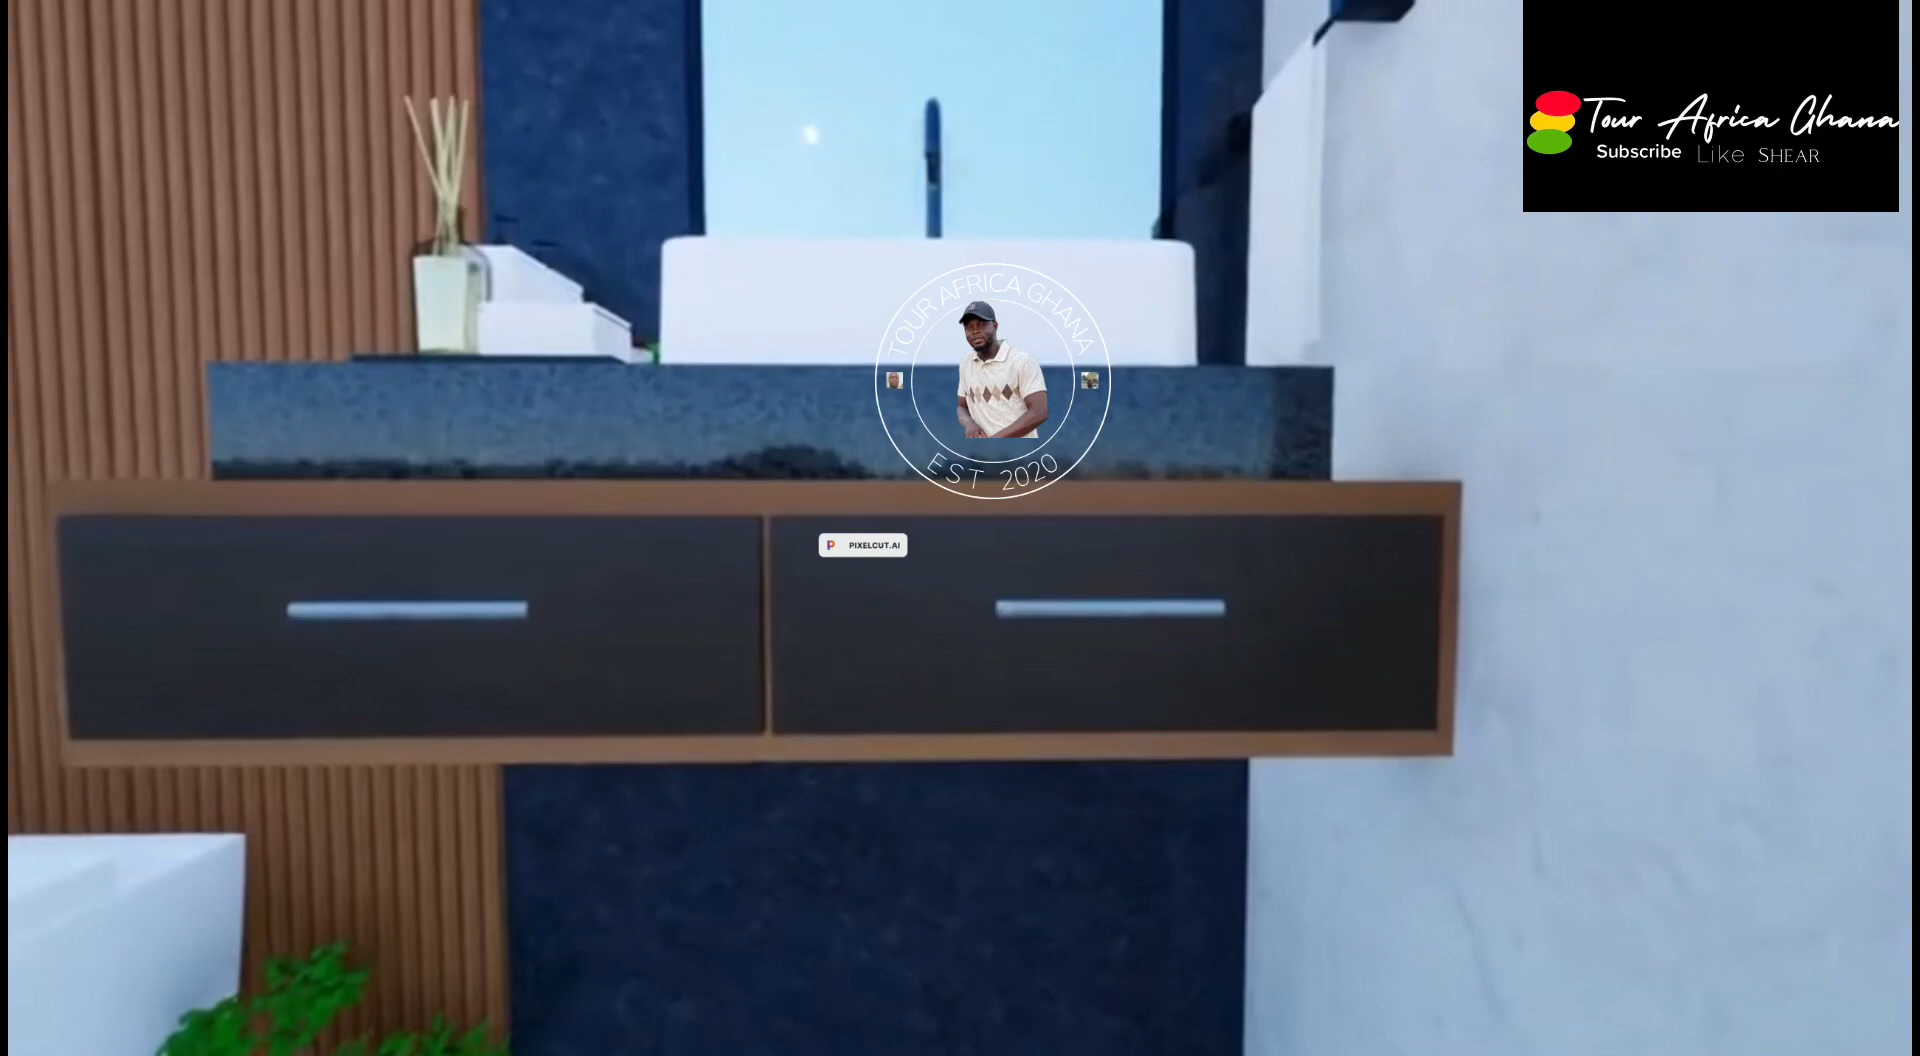 Tour Africa Ghana
Subscribe Like SHEAR
TOUR AFRICA GHANA
EST 2020
PIXELCUT.AI